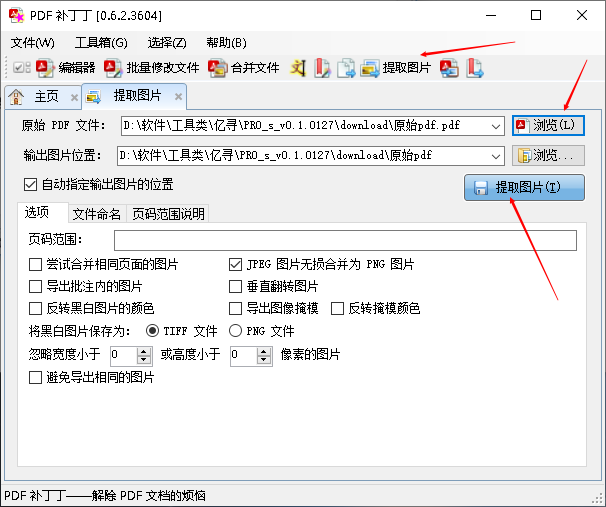 PDF 补丁丁 [0.6.2.3604]
文件(W) 工具箱(G) 选择(Z) 帮助(B)
编辑器 批量修改文件 合并文件 提取图片
主页 提取图片
原始 PDF 文件： D:\软件\工具类\亿寻\PRO_s_v0.1.0127\download\原始pdf.pdf 浏览(L)
输出图片位置： D:\软件\工具类\亿寻\PRO_s_v0.1.0127\download\原始pdf 浏览...
自动指定输出图片的位置 提取图片(I)
选项 文件命名 页码范围说明
页码范围：
尝试合并相同页面的图片 JPEG 图片无损合并为 PNG 图片
导出批注内的图片 垂直翻转图片
反转黑白图片的颜色 导出图像掩模 反转掩模颜色
将黑白图片保存为： TIFF 文件 PNG 文件
忽略宽度小于 0 或高度小于 0 像素的图片
避免导出相同的图片
PDF 补丁丁——解除 PDF 文档的烦恼